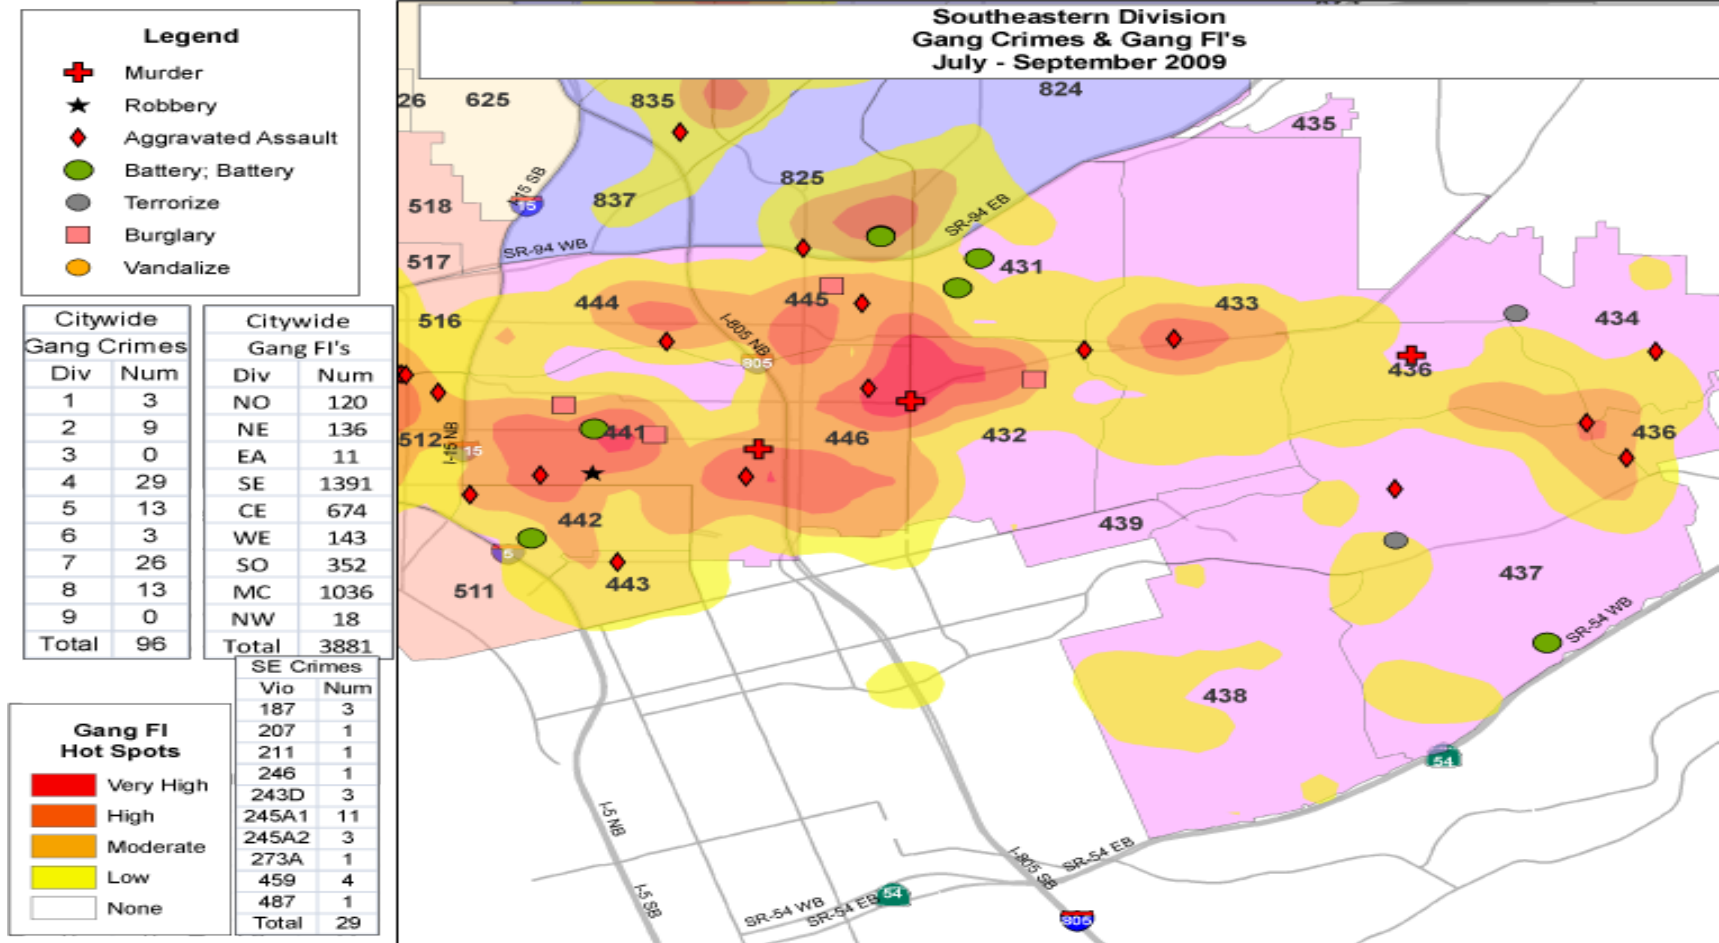 Legend
Murder
Robbery
Aggravated Assault
Battery; Battery
Terrorize
Burglary
Vandalize
Citywide
Gang Crimes
Div Num
1 3
2 9
3 0
4 29
5 13
6 3
7 26
8 13
9 0
Total 96
Citywide
Gang FI's
Div Num
NO 120
NE 136
EA 11
SE 1391
CE 674
WE 143
SO 352
MC 1036
NW 18
Total 3881
SE Crimes
Vio Num
187 3
207 1
211 1
246 1
243D 3
245A1 11
245A2 3
273A 1
459 4
487 1
Total 29
Gang FI
Hot Spots
Very High
High
Moderate
Low
None
Southeastern Division
Gang Crimes & Gang FI's
July - September 2009
26
625
835
824
435
15 SB
15
518
837
825
SR-94 EB
SR-94 WB
517
431
444
445
433
434
516
I-805 NB
805
436
512
I-15 NB
15
441
446
432
436
442
439
5
511
443
437
SR-54 WB
438
54
I-5 NB
I-805 SB
SR-54 EB
I-5 SB
SR-54 WB
SR-54 EB
54
805